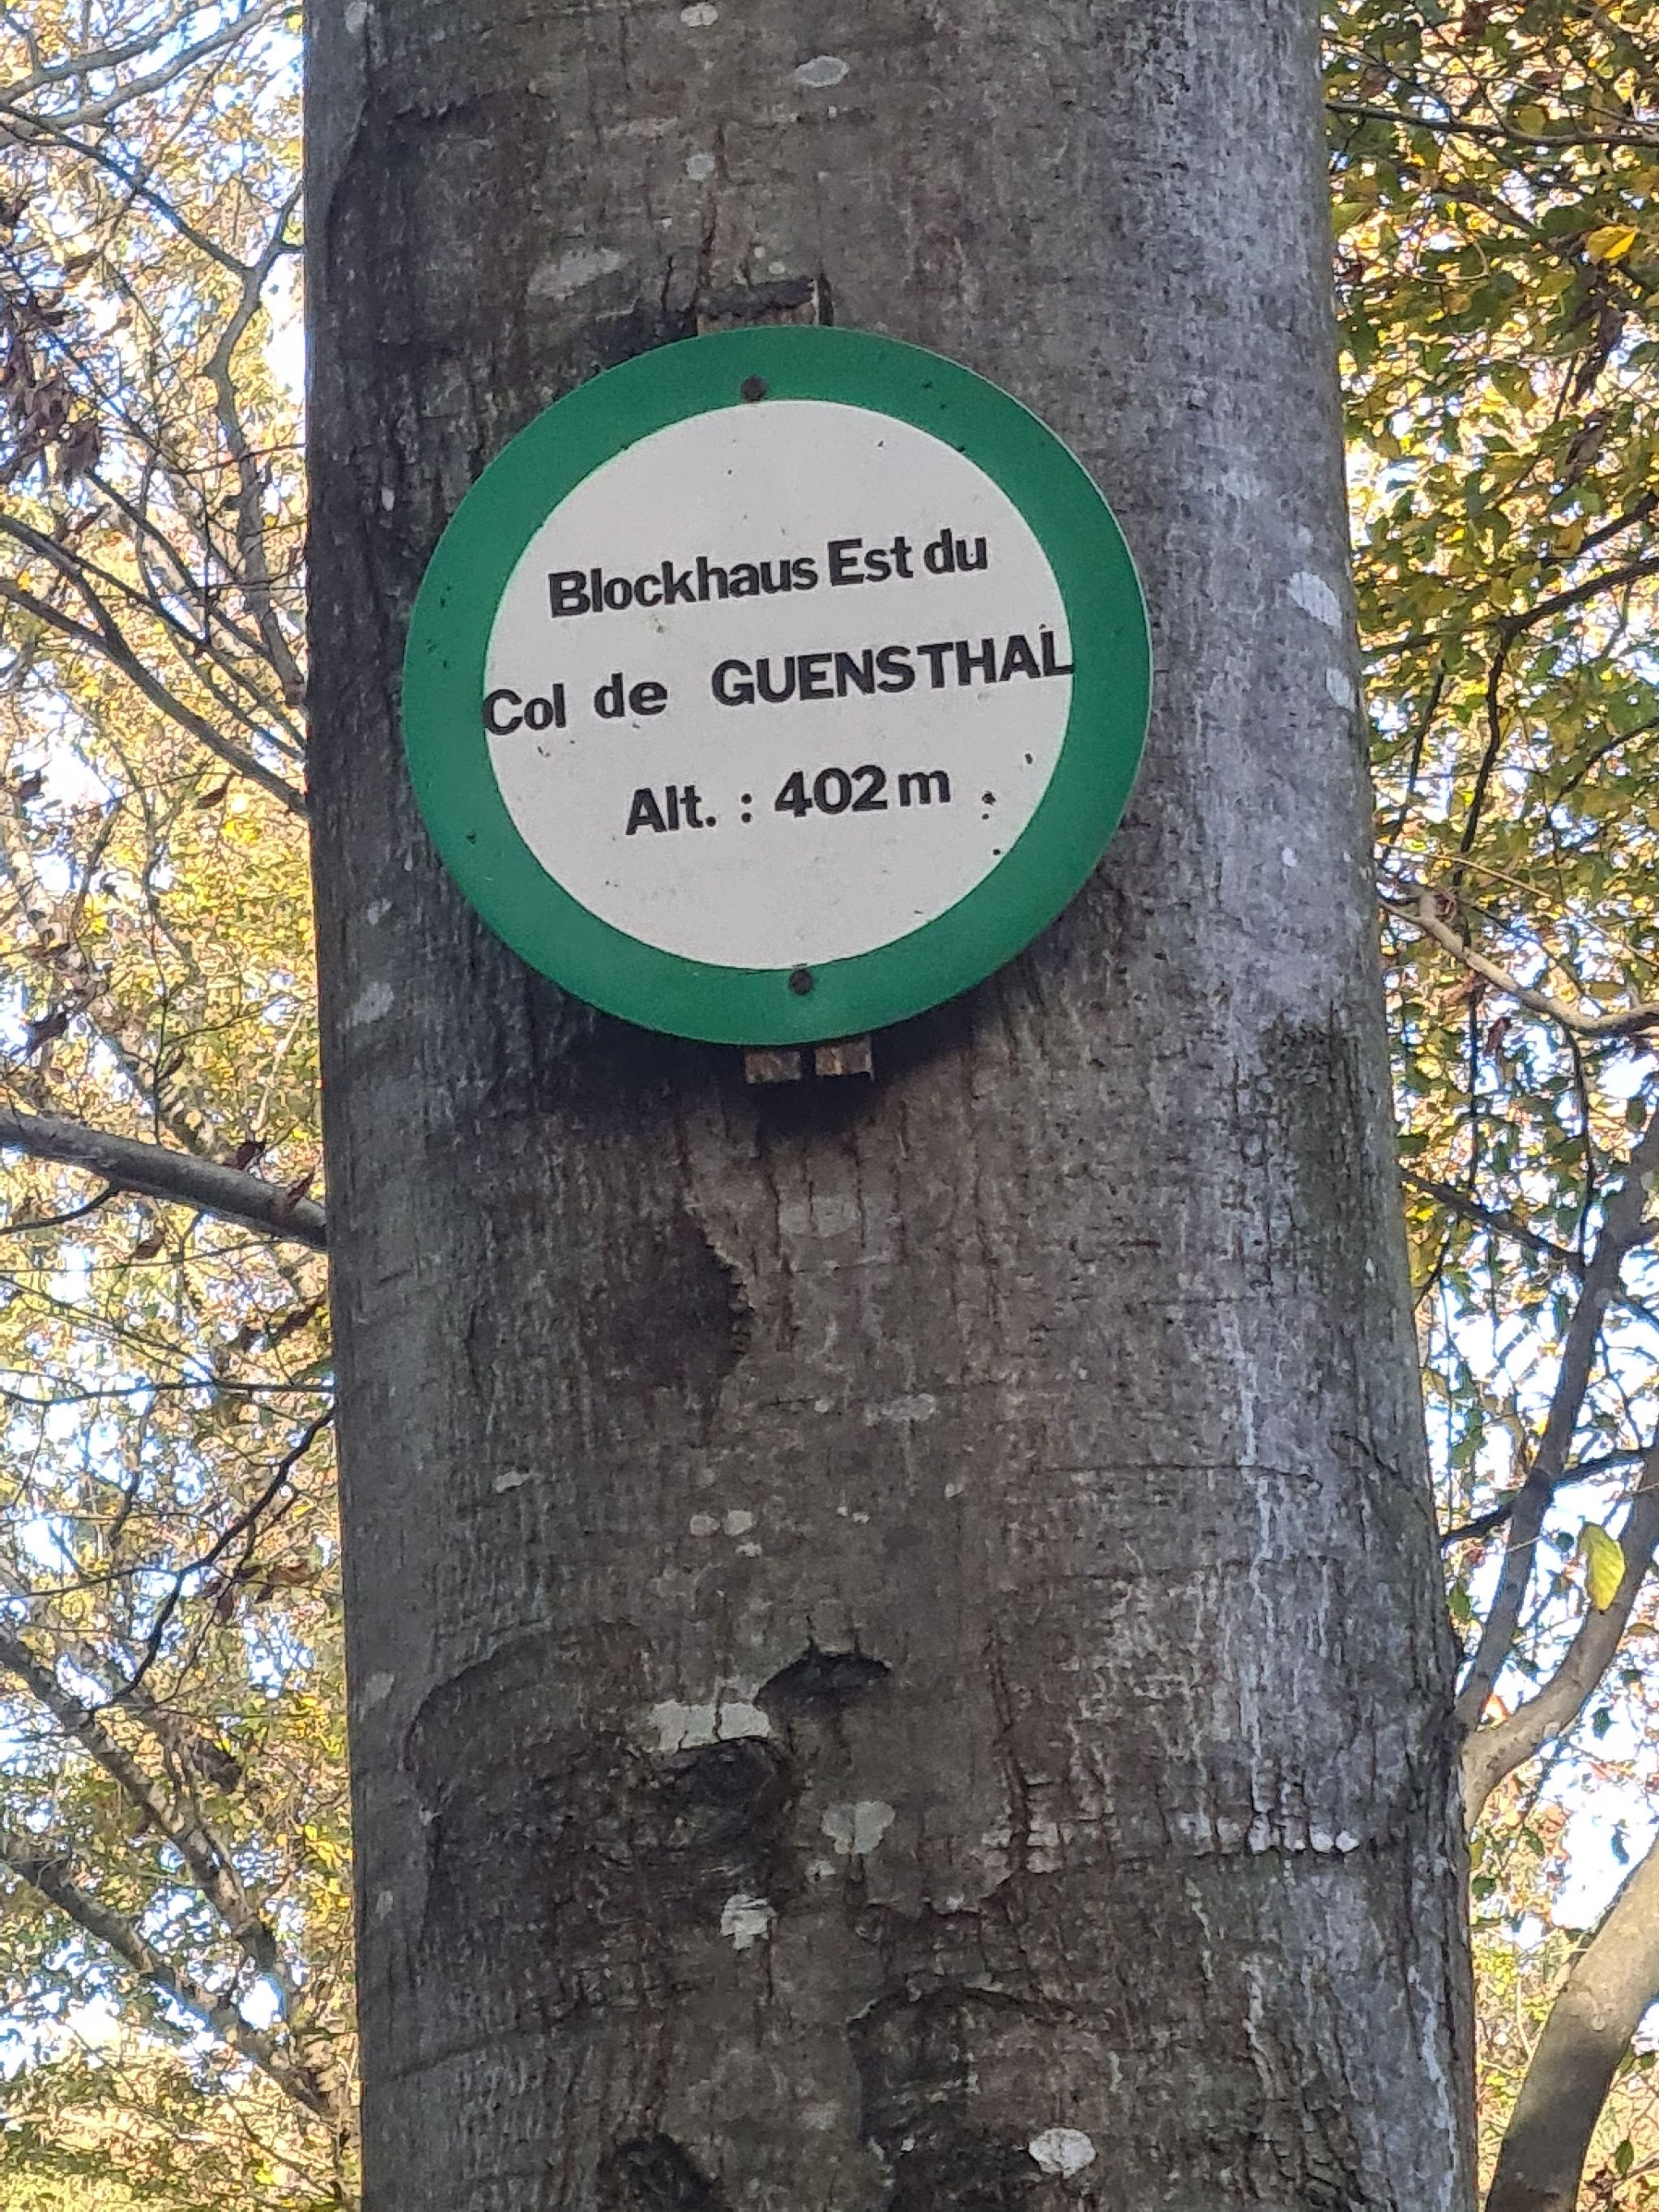 Blockhaus Est du
Col de GUENSTHAL
Alt. : 402 m